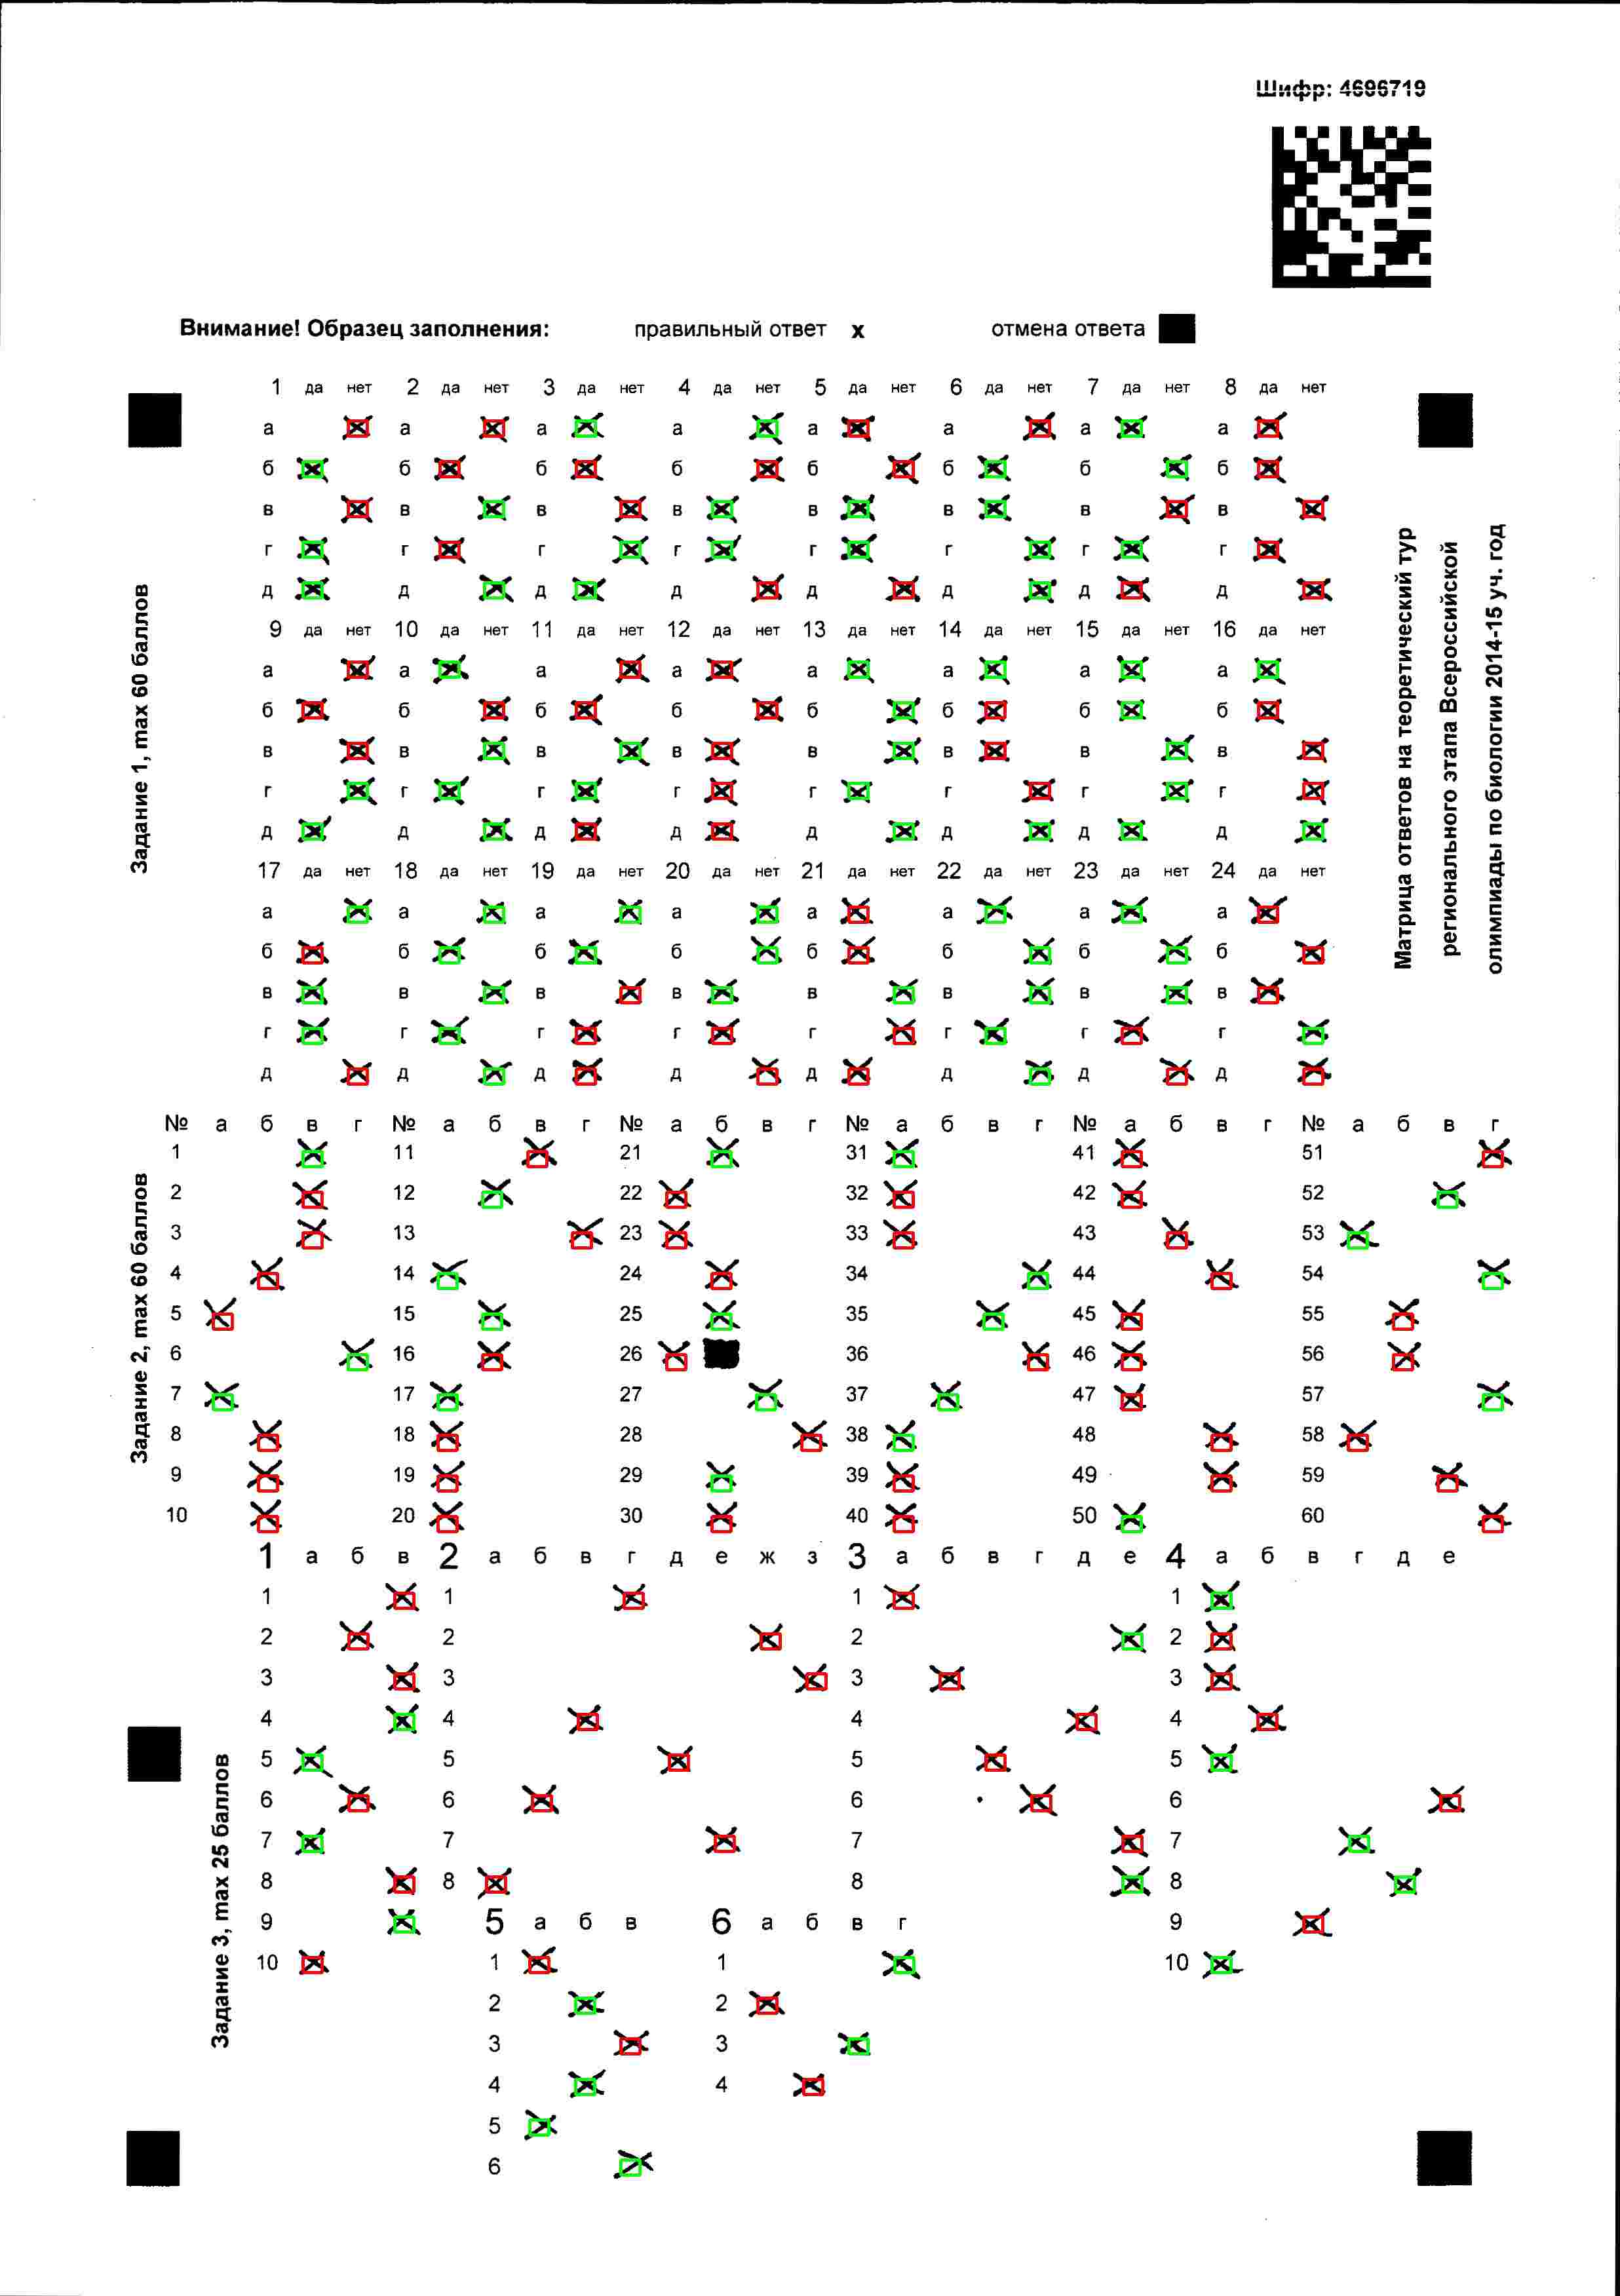 Шифр: 4696719
Внимание! Образец заполнения: правильный ответ х отмена ответа
1 да нет 2 да нет 3 да нет 4 да нет 5 да нет 6 да нет 7 да нет 8 да нет
а а а а а а а а
б б б б б б б б
в в в в в в в в
г г г г г г г г
д д д д д д д д
9 да нет 10 да нет 11 да нет 12 да нет 13 да нет 14 да нет 15 да нет 16 да нет
а а а а а а а а
б б б б б б б б
в в в в в в в в
г г г г г г г г
д д д д д д д д
17 да нет 18 да нет 19 да нет 20 да нет 21 да нет 22 да нет 23 да нет 24 да нет
а а а а а а а а
б б б б б б б б
в в в в в в в в
г г г г г г г г
д д д д д д д д
Задание 1, max 60 баллов
Матрица ответов на теоретический тур
регионального этапа Всероссийской
олимпиады по биологии 2014-15 уч. год
№ а б в г № а б в г № а б в г № а б в г № а б в г № а б в г
1 11 21 31 41 51
2 12 22 32 42 52
3 13 23 33 43 53
4 14 24 34 44 54
5 15 25 35 45 55
6 16 26 36 46 56
7 17 27 37 47 57
8 18 28 38 48 58
9 19 29 39 49 59
10 20 30 40 50 60
Задание 2, max 60 баллов
1 а б в 2 а б в г д е ж з 3 а б в г д е 4 а б в г д е
1 1 1 1
2 2 2 2
3 3 3 3
4 4 4 4
5 5 5 5
6 6 6 6
7 7 7 7
8 8 8 8
9 5 а б в 6 а б в г 9
10 1 1 10
2 2
3 3
4 4
5
6
Задание 3, max 25 баллов